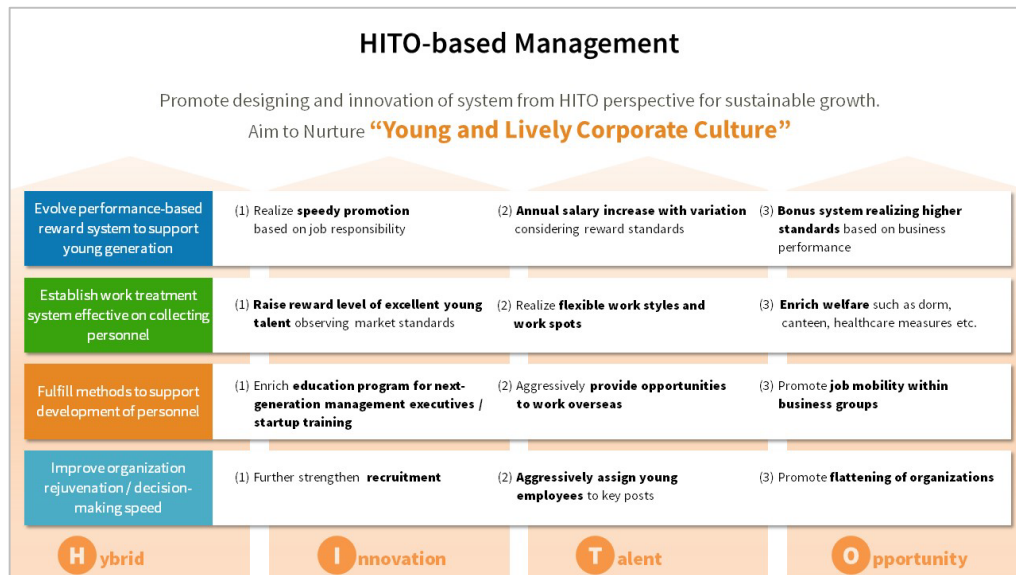 HITO-based Management
Promote designing and innovation of system from HITO perspective for sustainable growth.
Aim to Nurture “Young and Lively Corporate Culture”
Evolve performance-based
reward system to support
young generation
(1) Realize speedy promotion
based on job responsibility
(2) Annual salary increase with variation
considering reward standards
(3) Bonus system realizing higher
standards based on business
performance
Establish work treatment
system effective on collecting
personnel
(1) Raise reward level of excellent young
talent observing market standards
(2) Realize flexible work styles and
work spots
(3) Enrich welfare such as dorm,
canteen, healthcare measures etc.
Fulfill methods to support
development of personnel
(1) Enrich education program for next-
generation management executives /
startup training
(2) Aggressively provide opportunities
to work overseas
(3) Promote job mobility within
business groups
Improve organization
rejuvenation / decision-
making speed
(1) Further strengthen recruitment
(2) Aggressively assign young
employees to key posts
(3) Promote flattening of organizations
Hybrid
Innovation
Talent
Opportunity